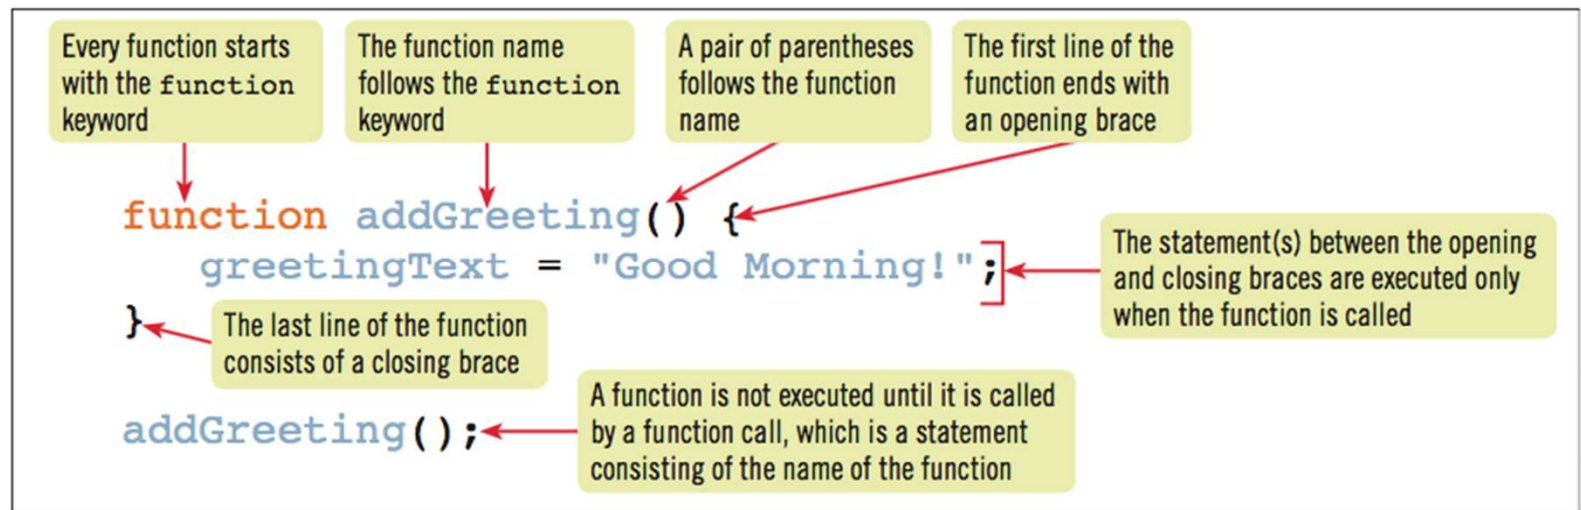 Every function starts
with the function
keyword
The function name
follows the function
keyword
A pair of parentheses
follows the function
name
The first line of the
function ends with
an opening brace
function addGreeting() {
greetingText = "Good Morning!";
The statement(s) between the opening
and closing braces are executed only
when the function is called
}
The last line of the function
consists of a closing brace
A function is not executed until it is called
by a function call, which is a statement
consisting of the name of the function
addGreeting();